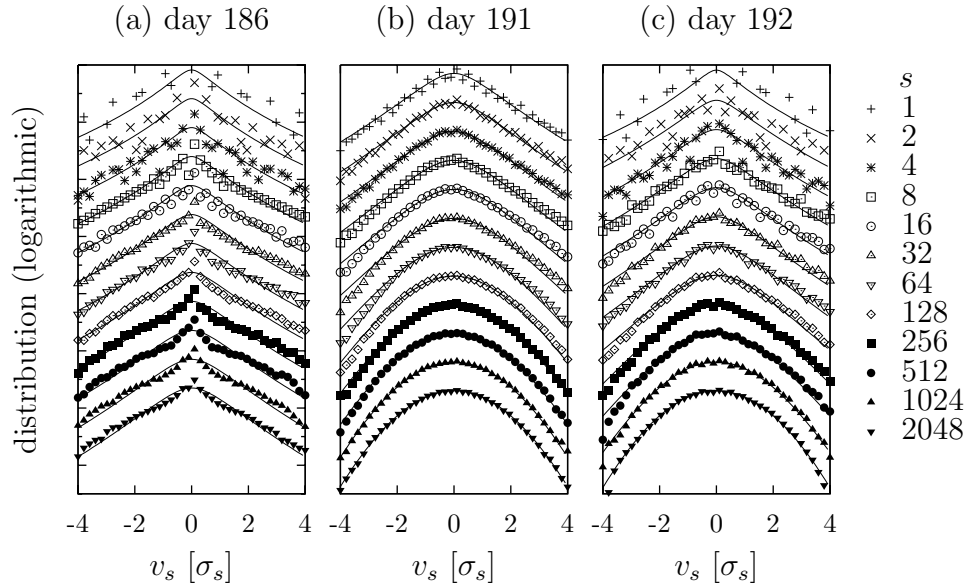 (a) day 186
(b) day 191
(c) day 192
distribution (logarithmic)
s
1
2
4
8
16
32
64
128
256
512
1024
2048
-4 -2 0 2 4
-4 -2 0 2 4
-4 -2 0 2 4
v_s [σ_s]
v_s [σ_s]
v_s [σ_s]